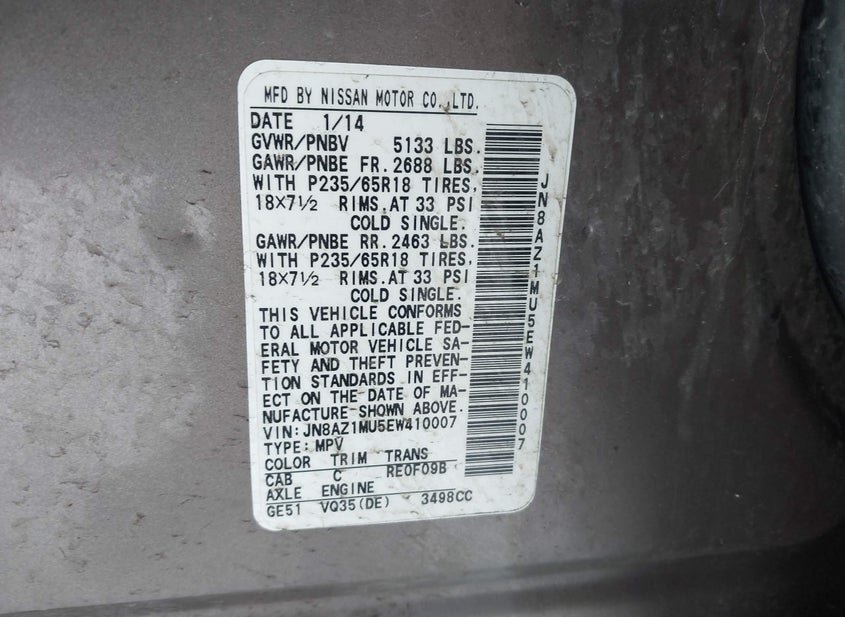 MFD BY NISSAN MOTOR CO.,LTD.
DATE 1/14
GVWR/PNBV 5133 LBS.
GAWR/PNBE FR.2688 LBS.
WITH P235/65R18 TIRES,
18X7½ RIMS.AT 33 PSI
COLD SINGLE.
GAWR/PNBE RR.2463 LBS.
WITH P235/65R18 TIRES,
18X7½ RIMS.AT 33 PSI
COLD SINGLE.
THIS VEHICLE CONFORMS
TO ALL APPLICABLE FED-
ERAL MOTOR VEHICLE SA-
FETY AND THEFT PREVEN-
TION STANDARDS IN EFF-
ECT ON THE DATE OF MA-
NUFACTURE SHOWN ABOVE.
VIN:JN8AZ1MU5EW410007
TYPE:MPV
COLOR TRIM TRANS
CAB C RE0F09B
AXLE ENGINE
GE51 VQ35(DE) 3498CC
JN8AZ1MU5EW410007